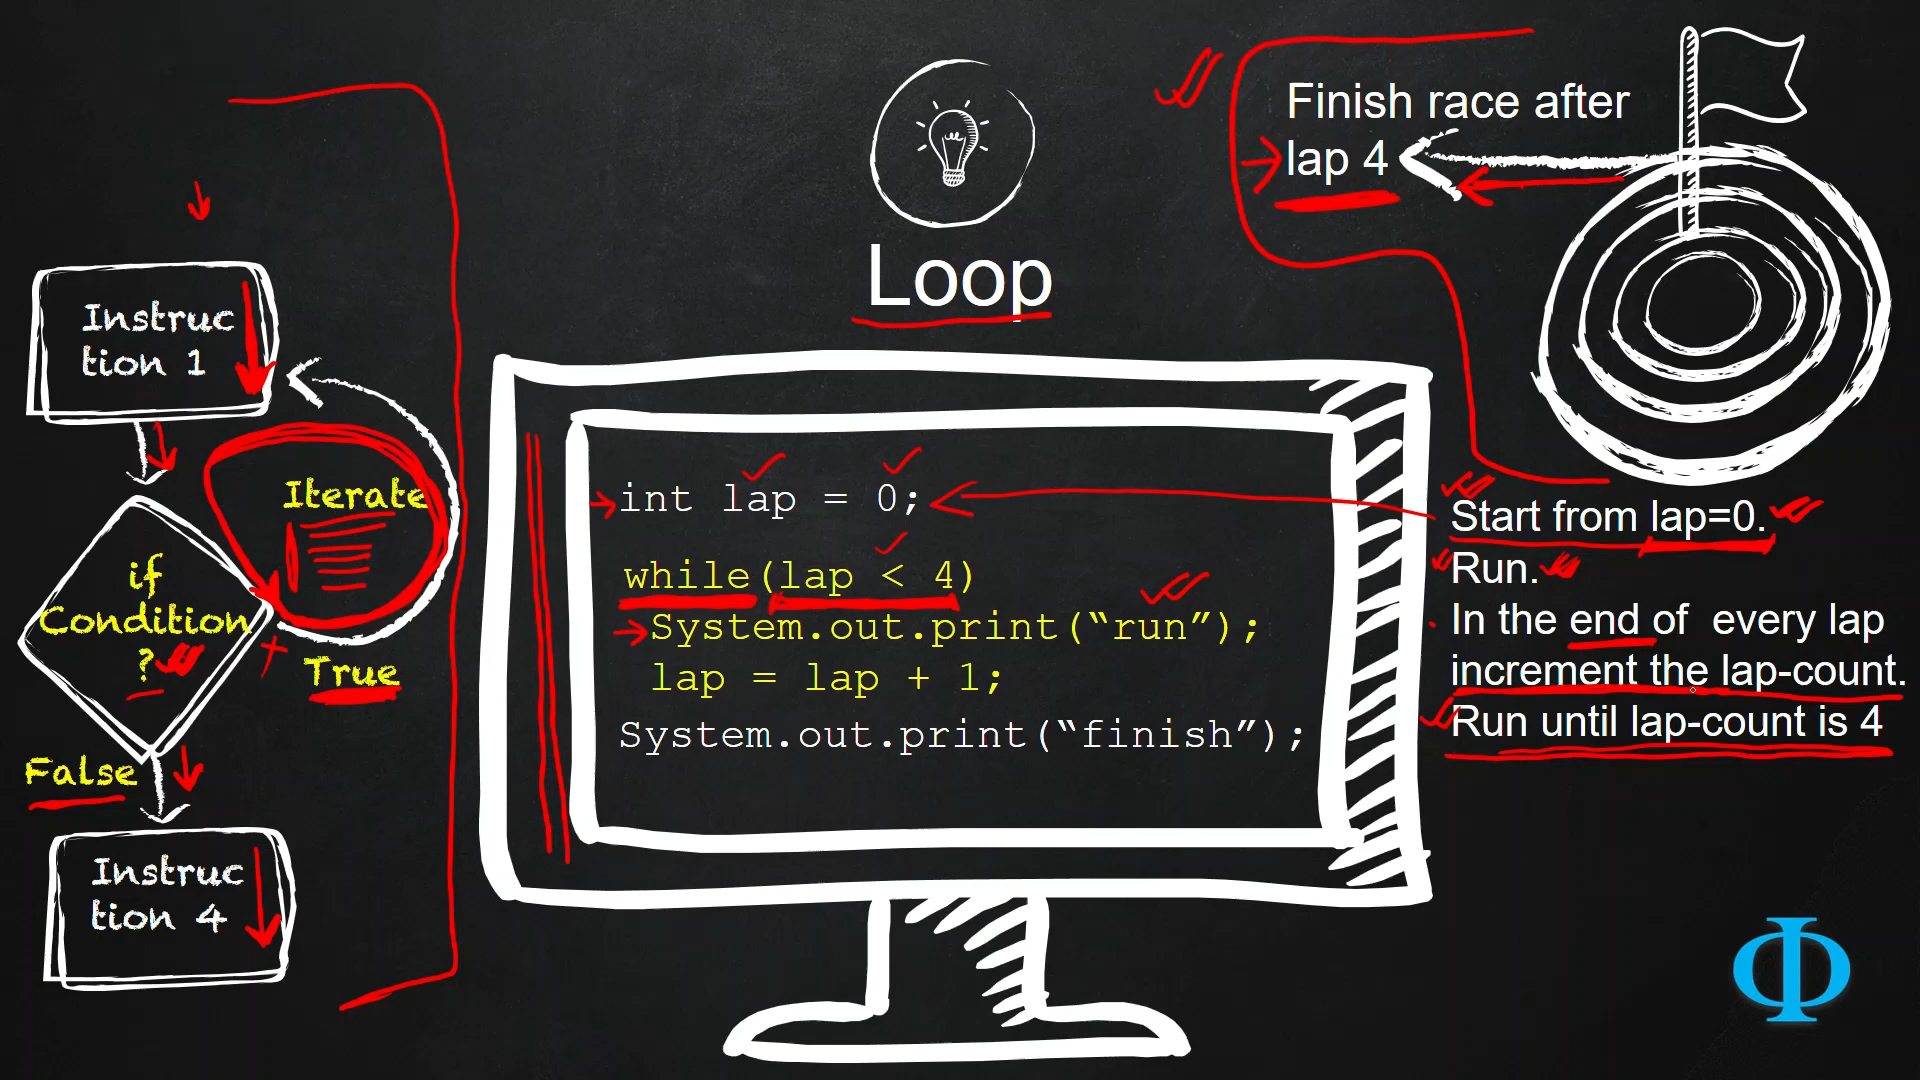 Finish race after
lap 4
Loop
Instruc
tion 1
Iterate
if
Condition
?
True
False
Instruc
tion 4
int lap = 0;
while(lap < 4)
System.out.print(“run”);
lap = lap + 1;
System.out.print(“finish”);
Start from lap=0.
Run.
In the end of  every lap
increment the lap-count.
Run until lap-count is 4
Φ